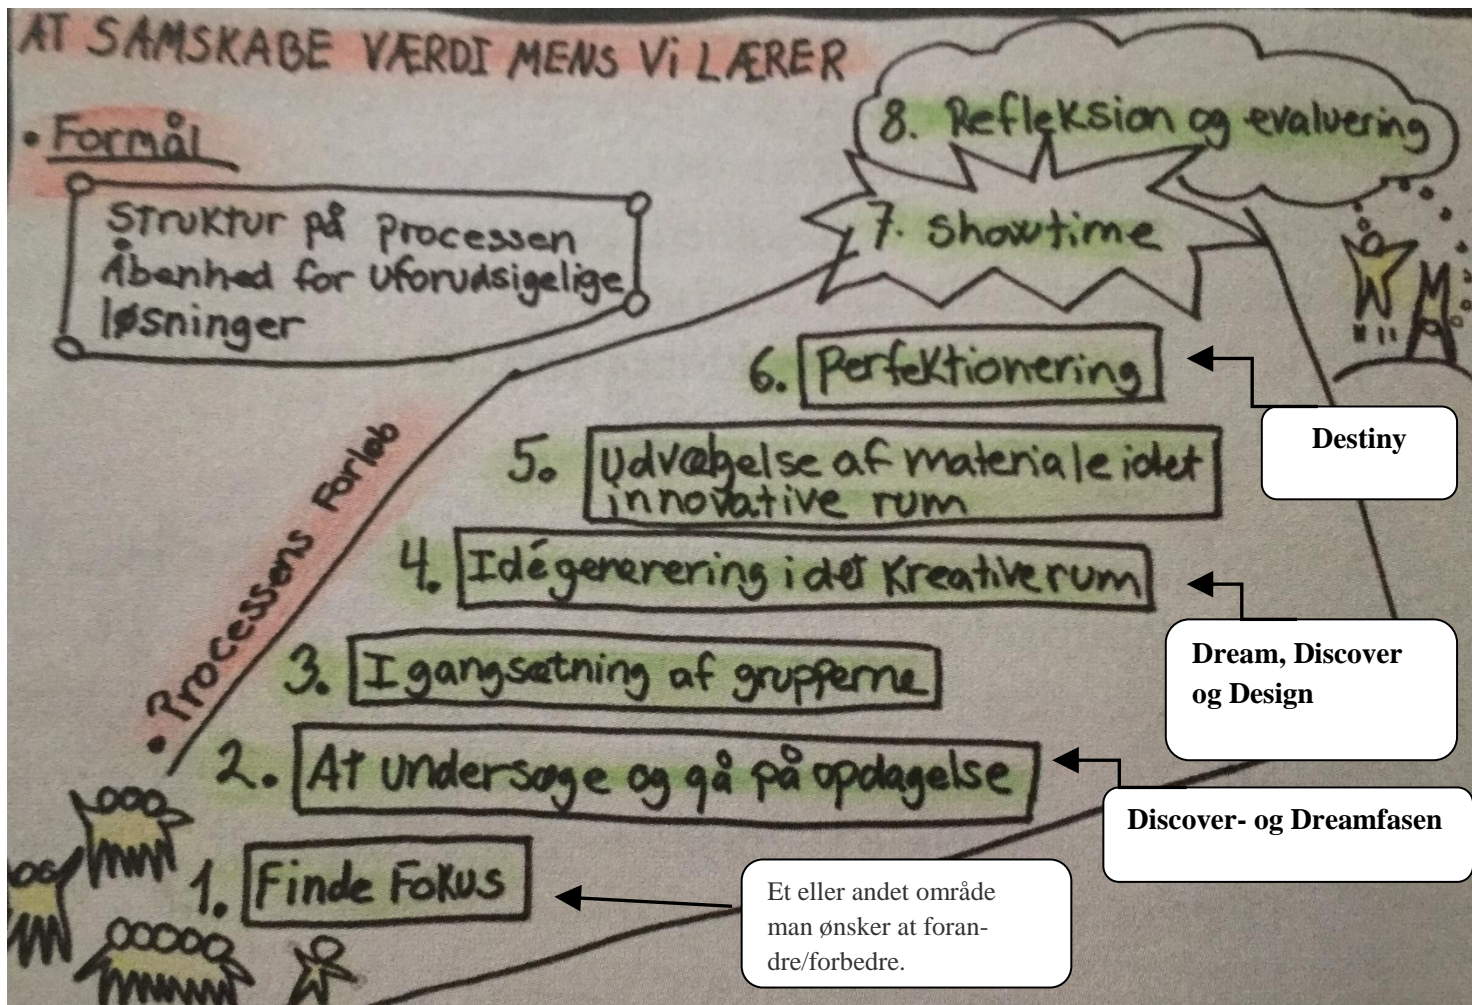 AT SAMSKABE VÆRDI MENS Vi LÆRER
• Formål
Struktur på processen
Åbenhed for uforudsigelige
løsninger
8. Refleksion og evaluering
7. Showtime
6. Perfektionering
Destiny
5. Udvælgelse af materiale i det
innovative rum
4. Idégenerering i det Kreative rum
Dream, Discover
og Design
• Processens Forløb
3. Igangsætning af grupperne
2. At undersøge og gå på opdagelse
Discover- og Dreamfasen
1. Finde Fokus
Et eller andet område
man ønsker at foran-
dre/forbedre.